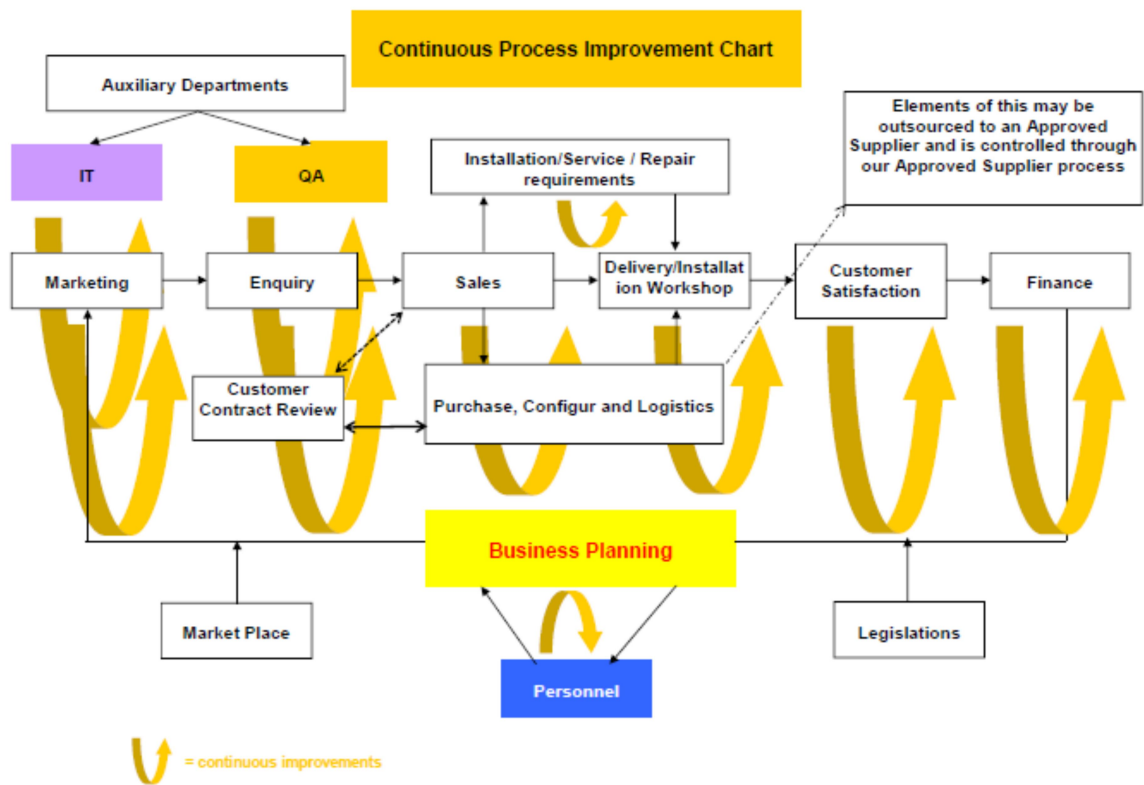 Continuous Process Improvement Chart
Auxiliary Departments
Elements of this may be
outsourced to an Approved
Supplier and is controlled through
our Approved Supplier process
IT
QA
Installation/Service / Repair
requirements
Marketing
Enquiry
Sales
Delivery/Installat
ion Workshop
Customer
Satisfaction
Finance
Customer
Contract Review
Purchase, Configur and Logistics
Business Planning
Market Place
Legislations
Personnel
= continuous improvements